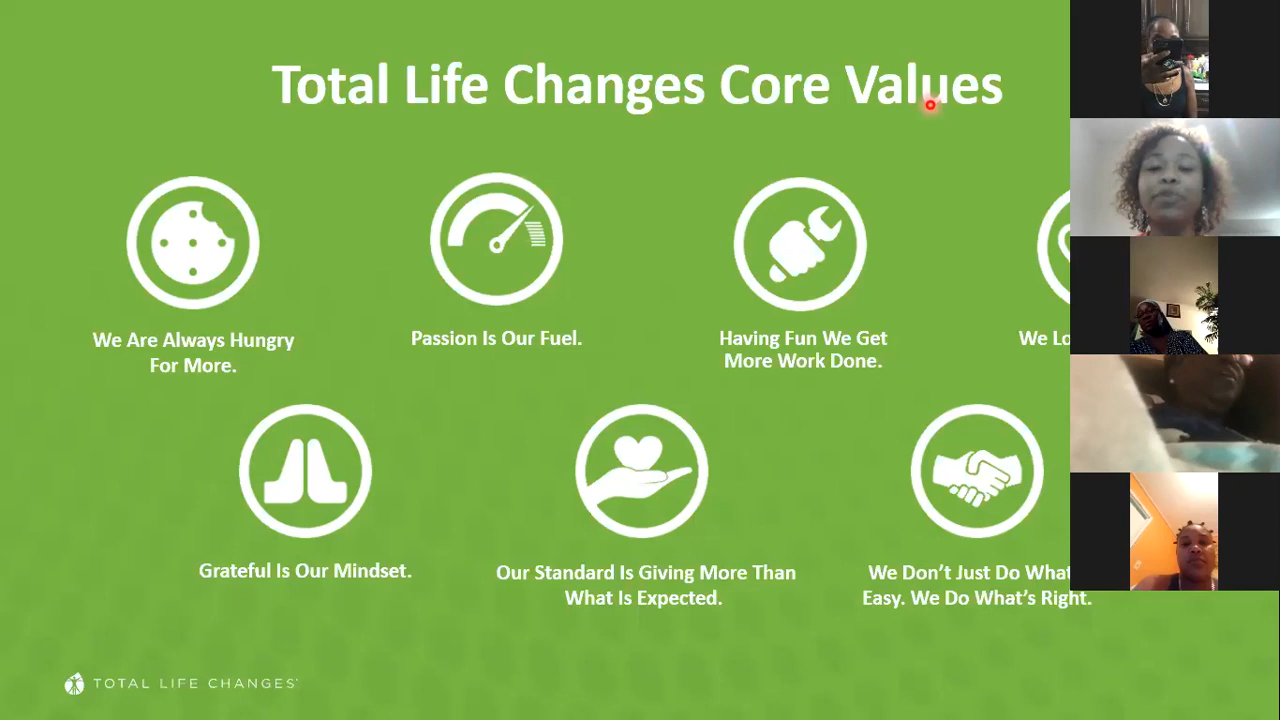 Total Life Changes Core Values
We Are Always Hungry
For More.
Passion Is Our Fuel.
Having Fun We Get
More Work Done.
We
Grateful Is Our Mindset.
Our Standard Is Giving More Than
What Is Expected.
We Don’t Just Do What
Easy. We Do What’s Right.
TOTAL LIFE CHANGES